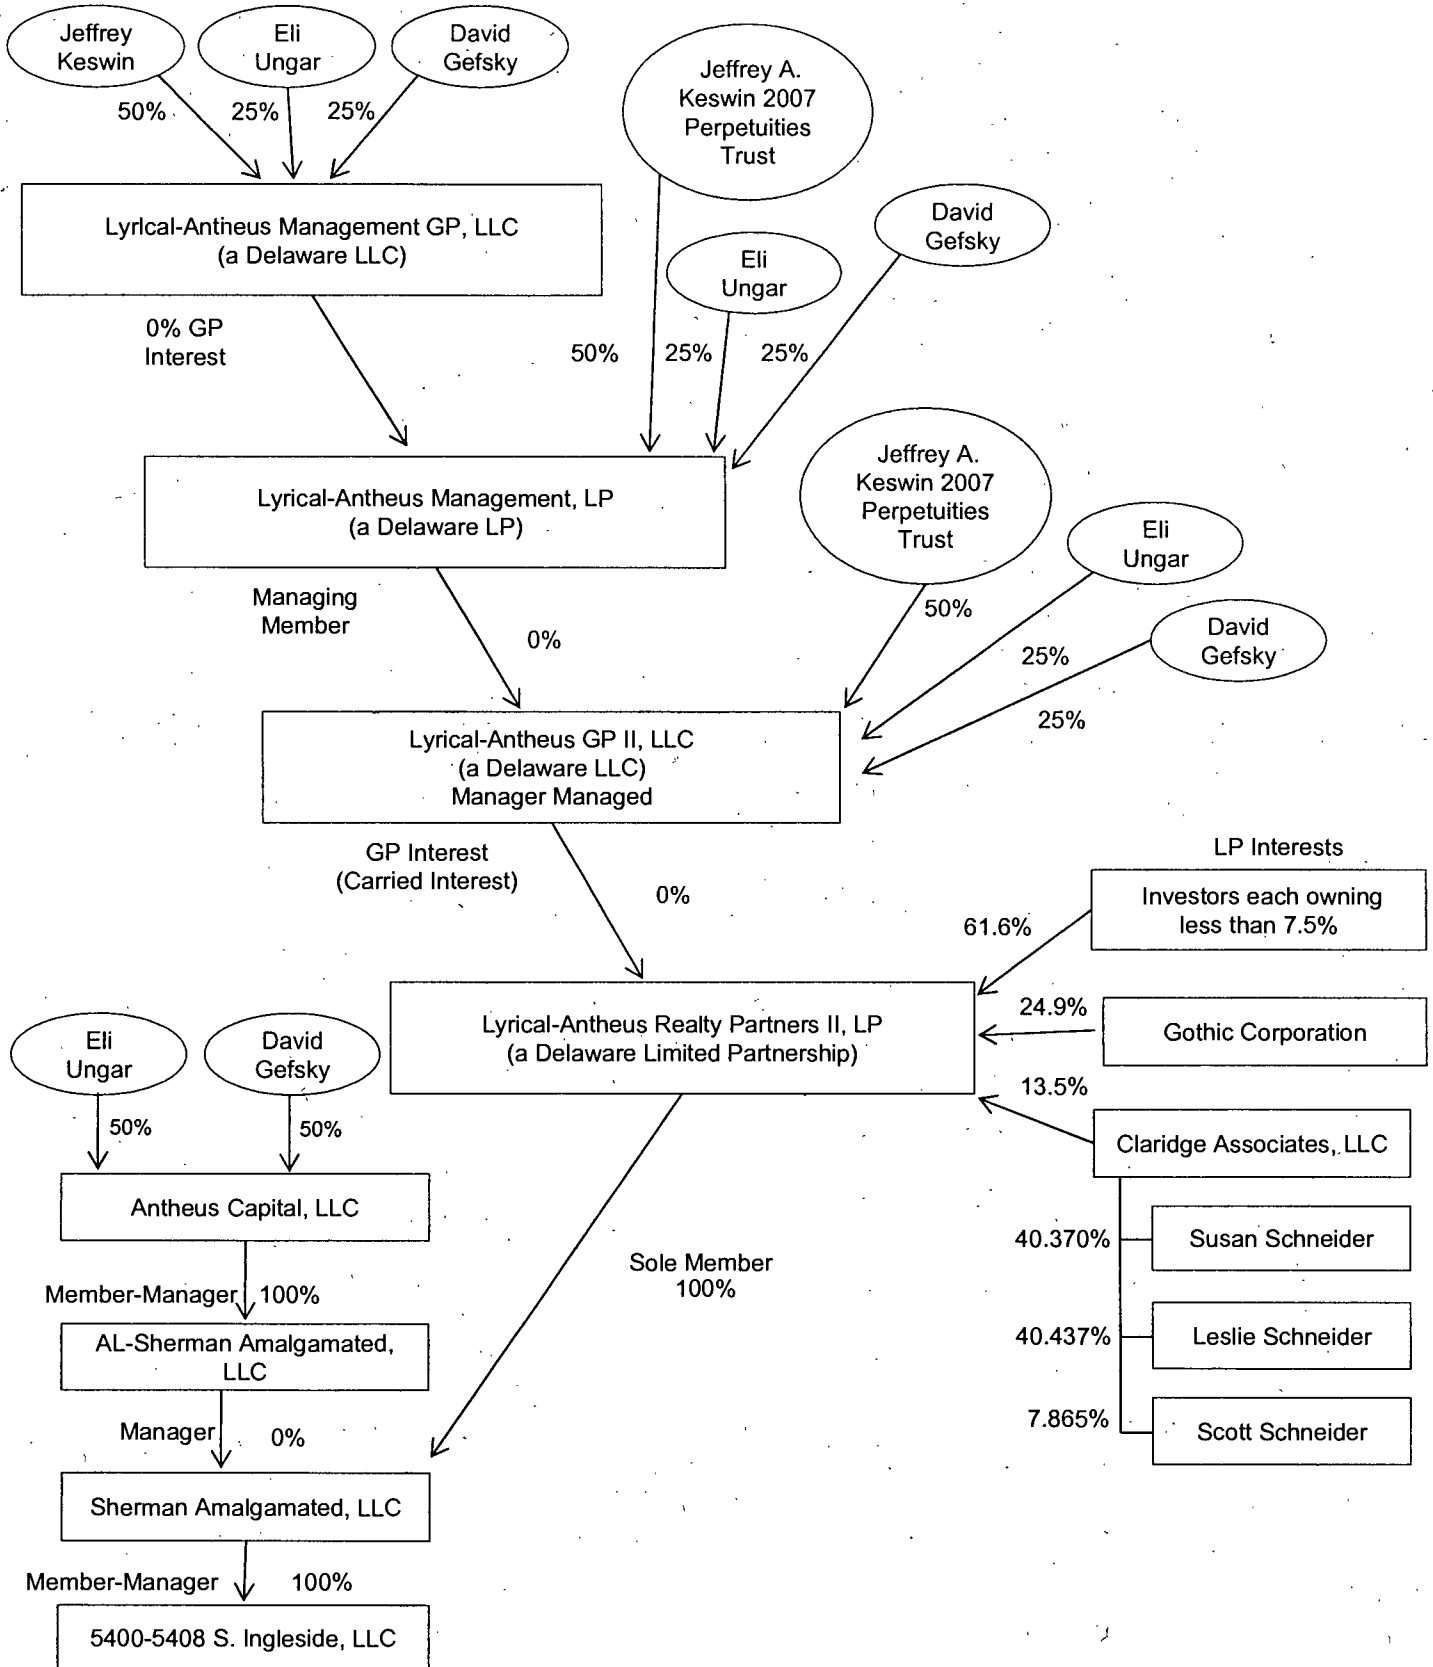 Jeffrey
Keswin
Eli
Ungar
David
Gefsky
50%
25%
25%
Jeffrey A.
Keswin 2007
Perpetuities
Trust
Lyrical-Antheus Management GP, LLC
(a Delaware LLC)
David
Gefsky
Eli
Ungar
0% GP
Interest
50%
25%
25%
Jeffrey A.
Keswin 2007
Perpetuities
Trust
Lyrical-Antheus Management, LP
(a Delaware LP)
Eli
Ungar
Managing
Member
0%
50%
David
Gefsky
25%
25%
Lyrical-Antheus GP II, LLC
(a Delaware LLC)
Manager Managed
GP Interest
(Carried Interest)
0%
LP Interests
Investors each owning
less than 7.5%
61.6%
24.9%
Gothic Corporation
Lyrical-Antheus Realty Partners II, LP
(a Delaware Limited Partnership)
13.5%
Claridge Associates, LLC
40.370%
Susan Schneider
40.437%
Leslie Schneider
7.865%
Scott Schneider
Eli
Ungar
David
Gefsky
50%
50%
Antheus Capital, LLC
Sole Member
100%
Member-Manager
100%
AL-Sherman Amalgamated,
LLC
Manager
0%
Sherman Amalgamated, LLC
Member-Manager
100%
5400-5408 S. Ingleside, LLC